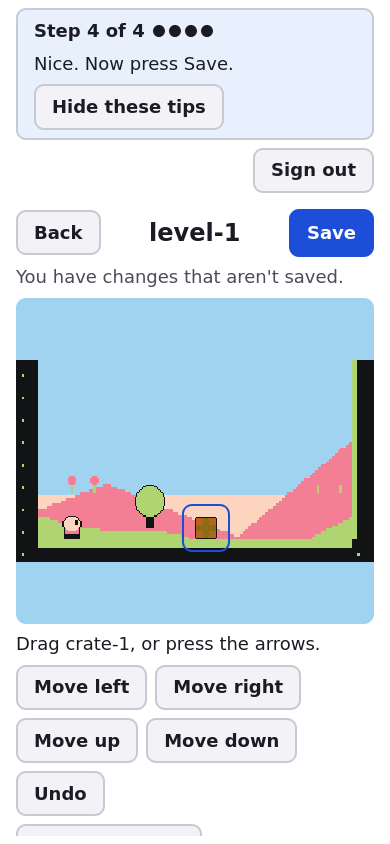 Step 4 of 4
Nice. Now press Save.
Hide these tips
Sign out
Back
level-1
Save
You have changes that aren't saved.
Drag crate-1, or press the arrows.
Move left
Move right
Move up
Move down
Undo